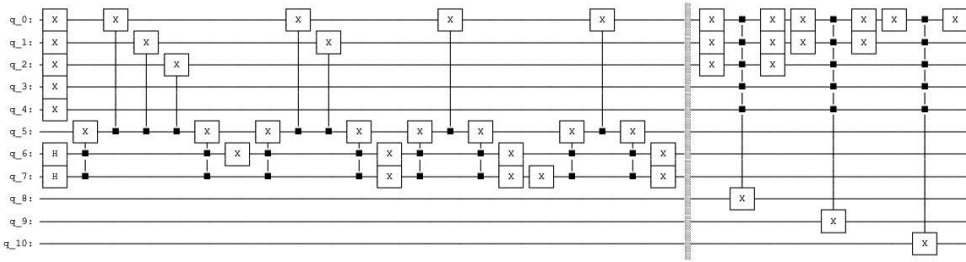 q_0: X X X X X X X X X X X
q_1: X X X X X X X
q_2: X X X X
q_3: X
q_4: X
q_5: X X X X X X X X
q_6: H X X X X
q_7: H X X X X
q_8: X
q_9: X
q_10: X